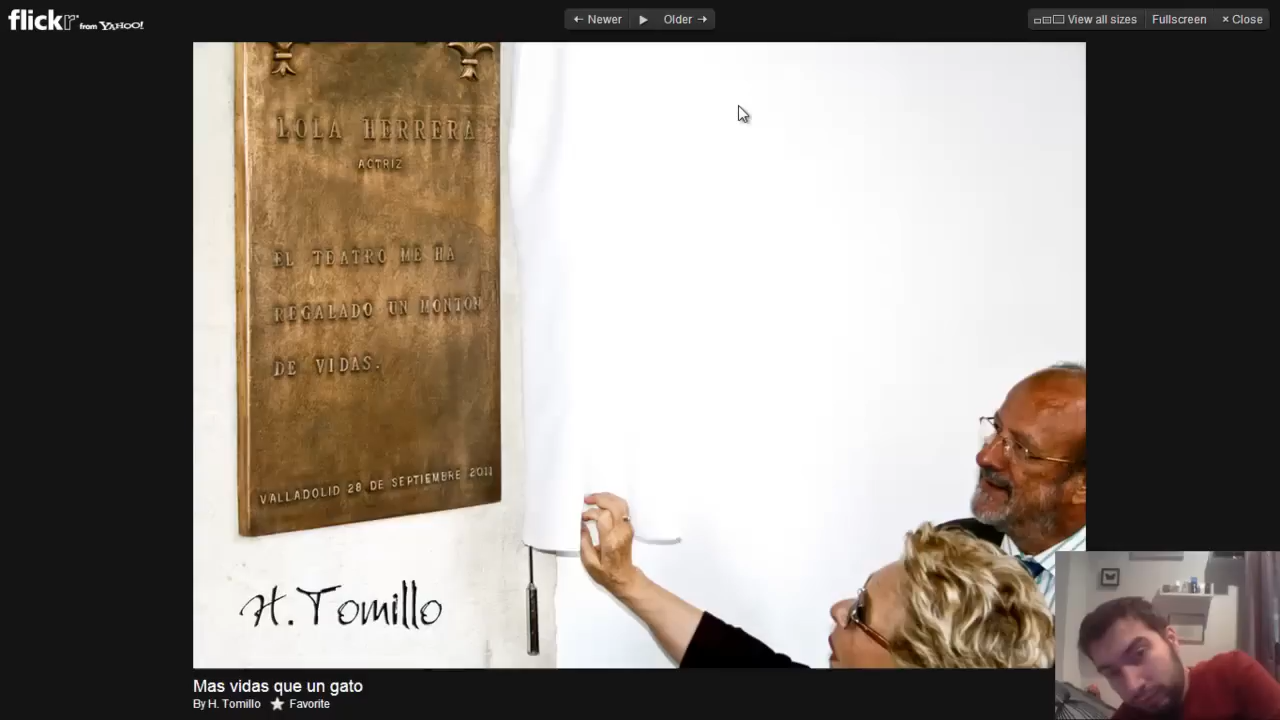 flickr from YAHOO!
← Newer
Older →
View all sizes
Fullscreen
× Close
LOLA HERRERA
ACTRIZ
EL TEATRO ME HA
REGALADO UN MONTON
DE VIDAS.
VALLADOLID 28 DE SEPTIEMBRE 2011
H. Tomillo
Mas vidas que un gato
By H. Tomillo ★ Favorite